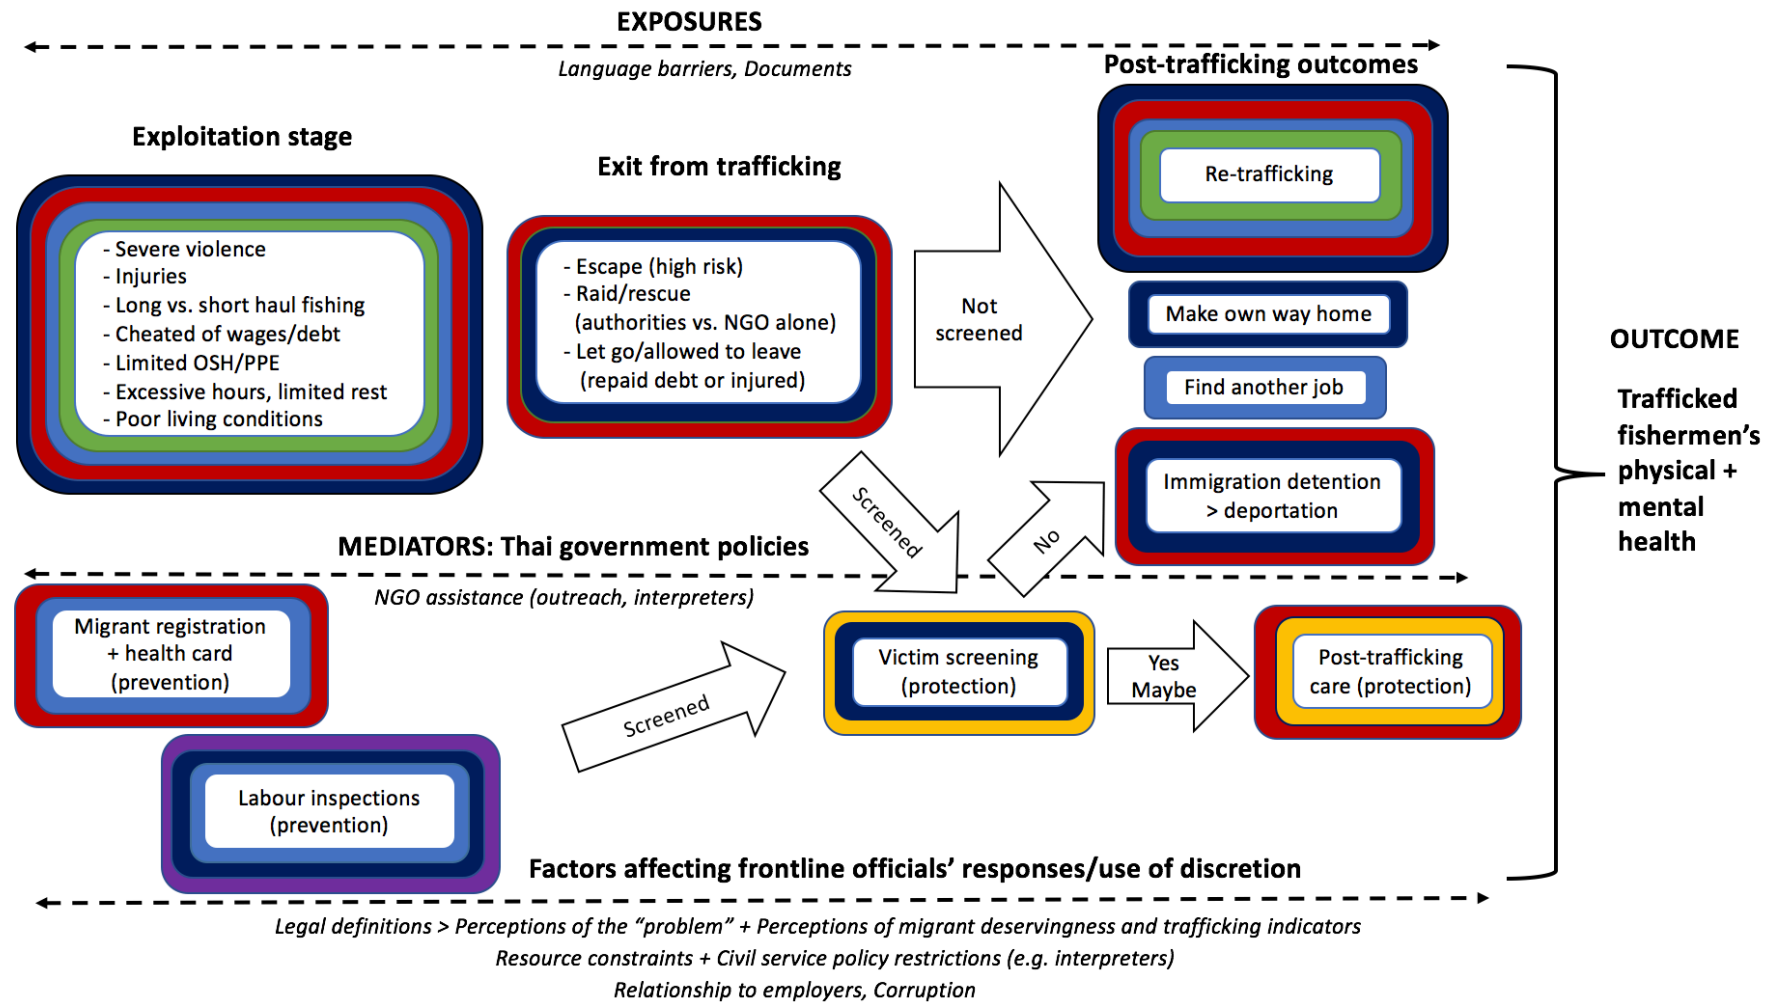 EXPOSURES
Language barriers, Documents
Post-trafficking outcomes
Exploitation stage
Exit from trafficking
- Severe violence
- Injuries
- Long vs. short haul fishing
- Cheated of wages/debt
- Limited OSH/PPE
- Excessive hours, limited rest
- Poor living conditions
- Escape (high risk)
- Raid/rescue
(authorities vs. NGO alone)
- Let go/allowed to leave
(repaid debt or injured)
Not
screened
Re-trafficking
Make own way home
Find another job
Immigration detention
> deportation
OUTCOME
Trafficked
fishermen's
physical +
mental
health
Screened
No
MEDIATORS: Thai government policies
NGO assistance (outreach, interpreters)
Migrant registration
+ health card
(prevention)
Screened
Victim screening
(protection)
Yes
Maybe
Post-trafficking
care (protection)
Labour inspections
(prevention)
Factors affecting frontline officials' responses/use of discretion
Legal definitions > Perceptions of the "problem" + Perceptions of migrant deservingness and trafficking indicators
Resource constraints + Civil service policy restrictions (e.g. interpreters)
Relationship to employers, Corruption